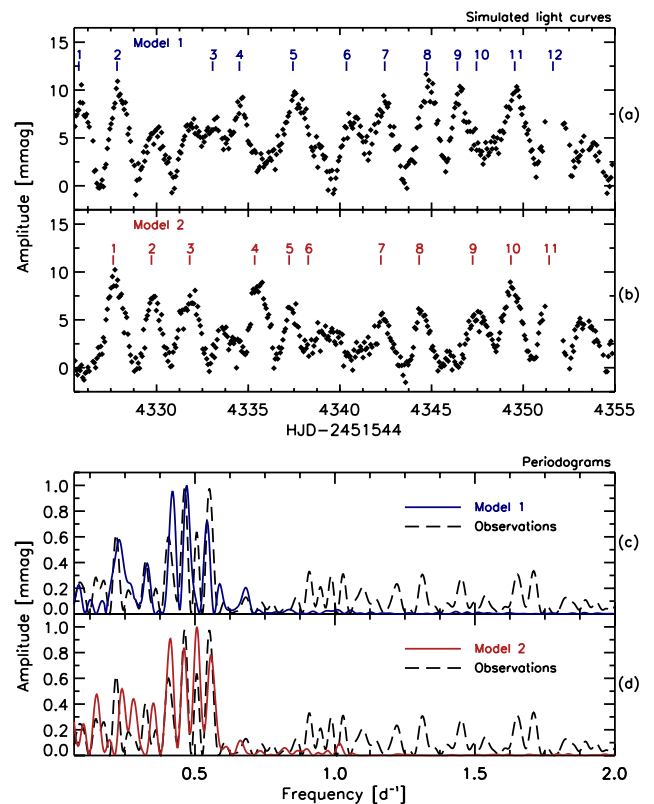 Simulated light curves
Model 1
1 2 3 4 5 6 7 8 9 10 11 12
15
10
5
0
(a)
Amplitude [mmag]
Model 2
1 2 3 4 5 6 7 8 9 10 11
15
10
5
0
(b)
4330 4335 4340 4345 4350 4355
HJD-2451544
Periodograms
1.0
0.8
0.6
0.4
0.2
0.0
Model 1
Observations
(c)
Amplitude [mmag]
1.0
0.8
0.6
0.4
0.2
0.0
Model 2
Observations
(d)
0.5 1.0 1.5 2.0
Frequency [d⁻¹]